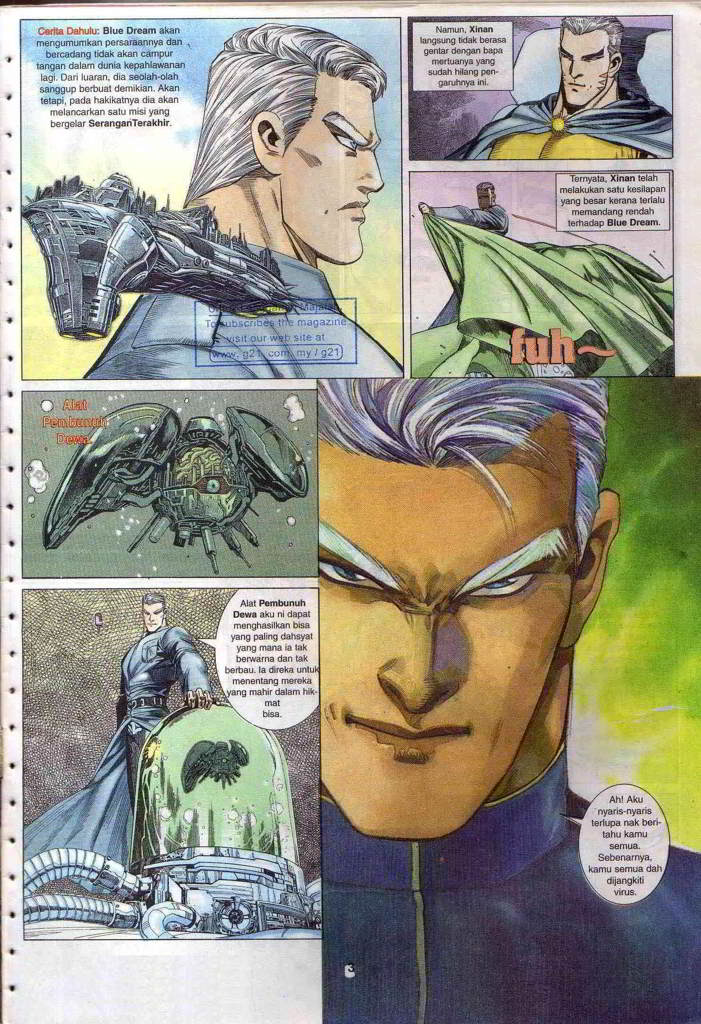 Cerita Dahulu: Blue Dream akan
mengumumkan persaraannya dan
bercadang tidak akan campur
tangan dalam dunia kepahlawanan
lagi. Dari luaran, dia seolah-olah
sanggup berbuat demikian. Akan
tetapi, pada hakikatnya dia akan
melancarkan satu misi yang
bergelar SeranganTerakhir.
Namun, Xinan
langsung tidak berasa
gentar dengan bapa
mertuanya yang
sudah hilang pen-
garuhnya ini.
Ternyata, Xinan telah
melakukan satu kesilapan
yang besar kerana terlalu
memandang rendah
terhadap Blue Dream.
To subscribes the magazine
visit our web site at
www. g21. com. my / g21
fuh~
Alat
Pembunuh
Dewa
Alat Pembunuh
Dewa aku ni dapat
menghasilkan bisa
yang paling dahsyat
yang mana ia tak
berwarna dan tak
berbau. Ia direka untuk
menentang mereka
yang mahir dalam hik-
mat
bisa.
Ah! Aku
nyaris-nyaris
terlupa nak beri-
tahu kamu
semua.
Sebenarnya,
kamu semua dah
dijangkiti
virus.
3